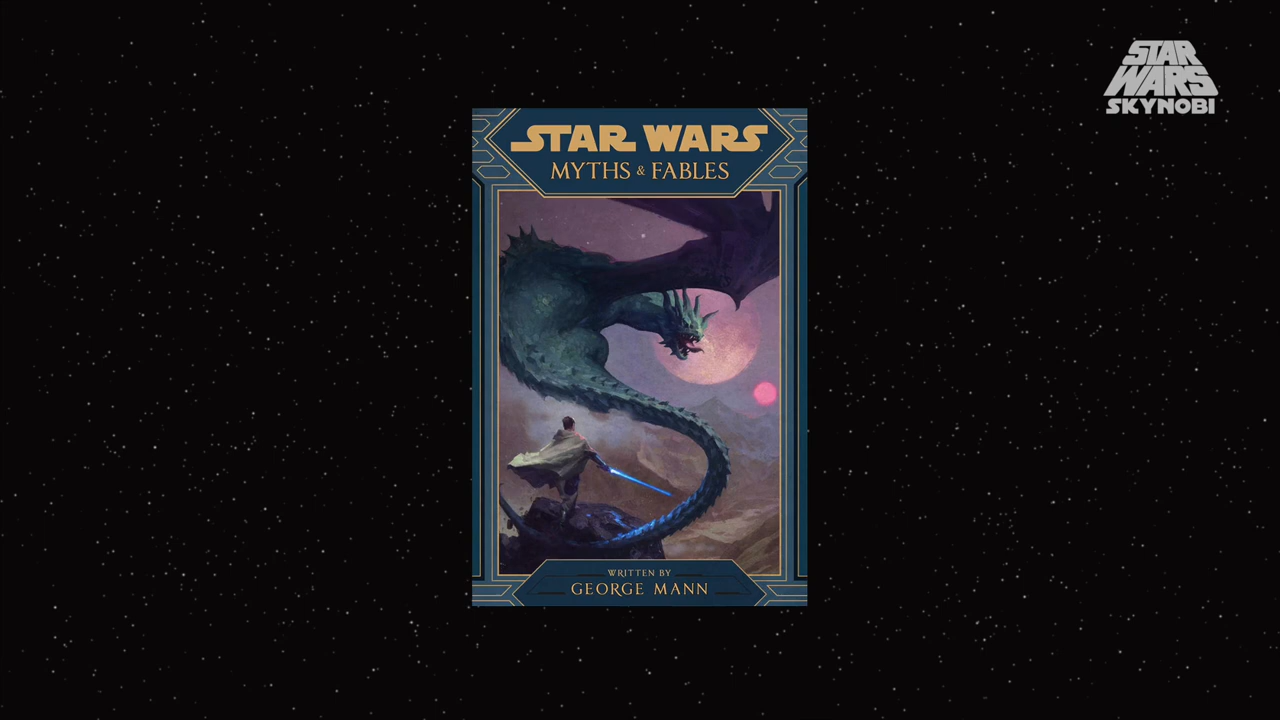 STAR WARS
MYTHS & FABLES
WRITTEN BY
GEORGE MANN
STAR
WARS
SKYNOBI